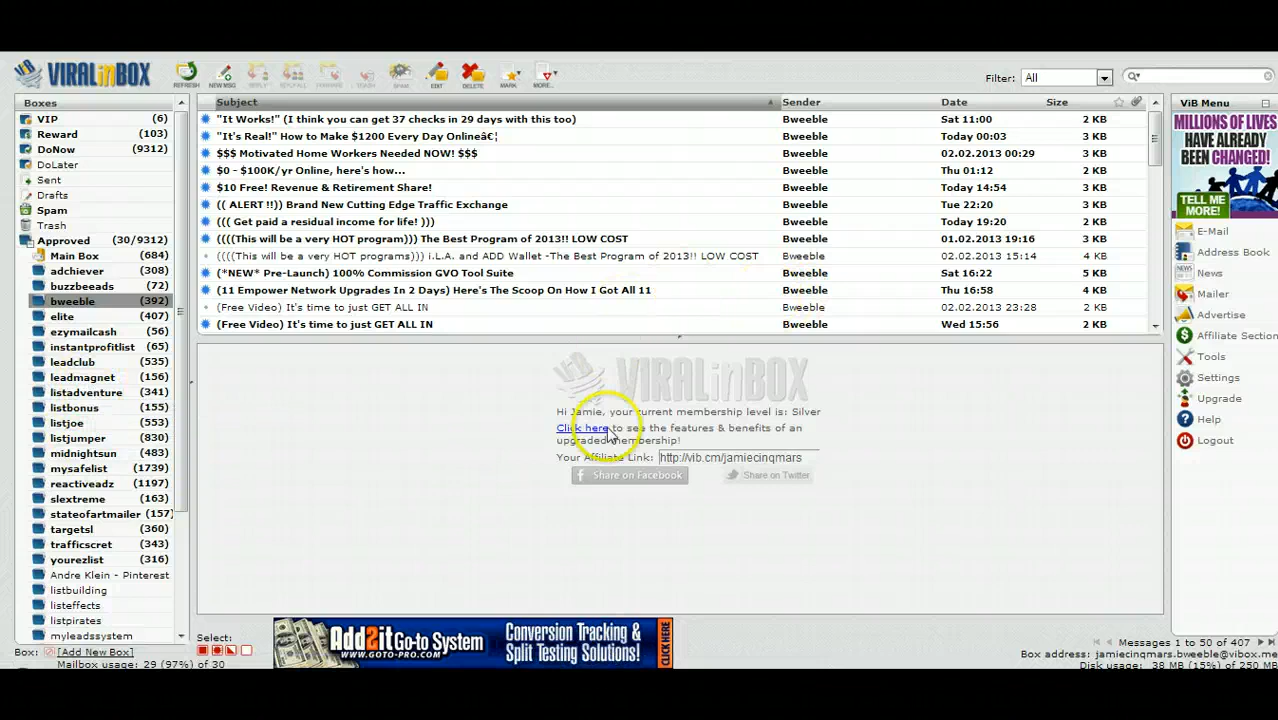 VIRALinBOX
REFRESH NEW MSG EDIT DELETE MARK MORE..
Filter: All
Boxes
VIP (6)
Reward (103)
DoNow (9312)
DoLater
Sent
Drafts
Spam
Trash
Approved (30/9312)
Main Box (684)
adchiever (308)
buzzbeeads (72)
bweeble (392)
elite (407)
ezymailcash (56)
instantprofitlist (65)
leadclub (535)
leadmagnet (156)
listadventure (341)
listbonus (155)
listjoe (533)
listjumper (830)
midnightsun (172)
mysafelist (1739)
reactiveadz (1197)
slextreme (163)
stateofartmailer (157)
targetsl (360)
trafficscret (343)
yourezlist (316)
Andre Klein - Pinterest
listbuilding
listeffects
listpirates
myleadssystem
Box: [Add New Box]
Mailbox usage: 29 (97%) of 30
Subject Sender Date Size
"It Works!" (I think you can get 37 checks in 29 days with this too) Bweeble Sat 11:00 2 KB
"It's Real!" How to Make $1200 Every Day Onlineâ€¦ Bweeble Today 00:03 3 KB
$$$ Motivated Home Workers Needed NOW! $$$ Bweeble 02.02.2013 00:29 3 KB
$0 - $100K/yr Online, here's how... Bweeble Thu 01:12 2 KB
$10 Free! Revenue & Retirement Share! Bweeble Today 14:54 3 KB
(( ALERT !!)) Brand New Cutting Edge Traffic Exchange Bweeble Tue 22:20 3 KB
((( Get paid a residual income for life! ))) Bweeble Today 19:20 2 KB
((((This will be a very HOT program))) The Best Program of 2013!! LOW COST Bweeble 01.02.2013 19:16 3 KB
((((This will be a very HOT programs))) i.L.A. and ADD Wallet -The Best Program of 2013!! LOW COST Bweeble 02.02.2013 15:14 4 KB
(*NEW* Pre-Launch) 100% Commission GVO Tool Suite Bweeble Sat 16:22 5 KB
(11 Empower Network Upgrades In 2 Days) Here's The Scoop On How I Got All 11 Bweeble Thu 16:58 4 KB
(Free Video) It's time to just GET ALL IN Bweeble 02.02.2013 23:28 2 KB
(Free Video) It's time to just GET ALL IN Bweeble Wed 15:56 2 KB
VIRALinBOX
Hi Jamie, your current membership level is: Silver
Click here to see the features & benefits of an
upgraded membership!
Your Affiliate Link: http://vib.cm/jamiecinqmars
Share on Facebook Share on Twitter
Select:
Add2it Go-to System
WWW.GOTO-PRO.COM
Conversion Tracking &
Split Testing Solutions!
CLICK HERE
Messages 1 to 50 of 407
Box address: jamiecinqmars.bweeble@vibox.me
Disk usage: 38 MB (15%) of 250 MB
ViB Menu
MILLIONS OF LIVES
HAVE ALREADY
BEEN CHANGED!
TELL ME
MORE!
E-Mail
Address Book
News
Mailer
Advertise
Affiliate Section
Tools
Settings
Upgrade
Help
Logout